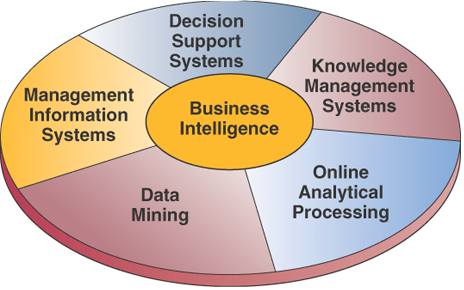 Decision
Support
Systems
Knowledge
Management
Systems
Management
Information
Systems
Business
Intelligence
Data
Mining
Online
Analytical
Processing